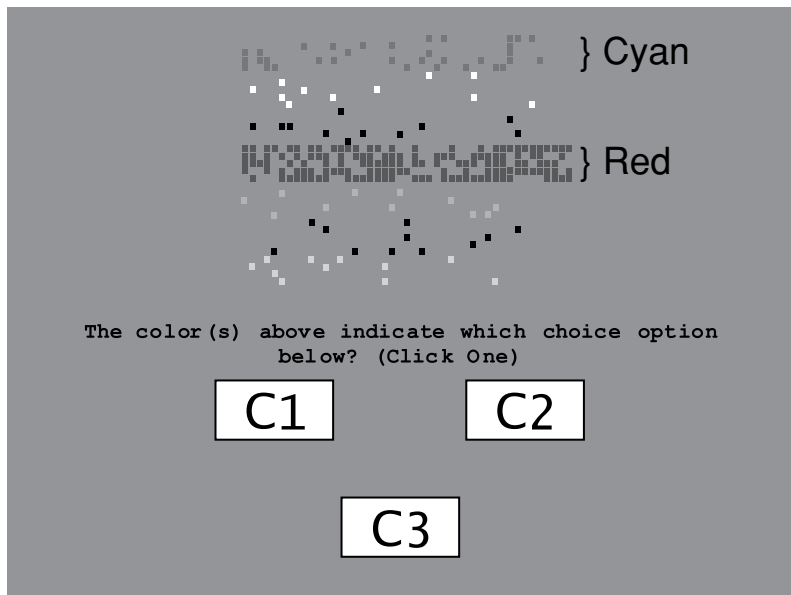 } Cyan
} Red
The color(s) above indicate which choice option
below? (Click One)
C1
C2
C3